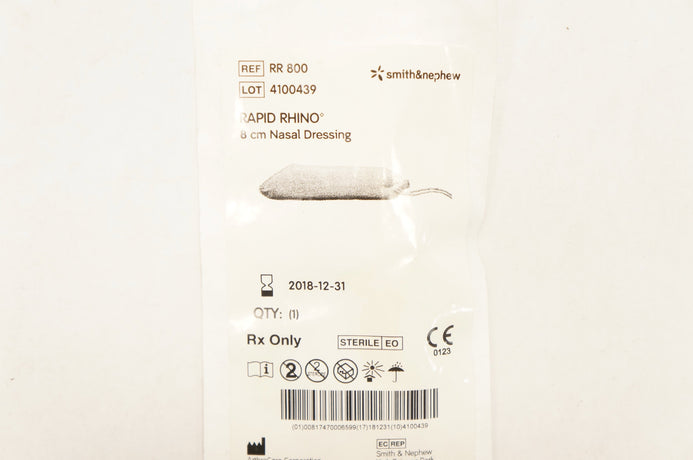 REF RR 800
smith&nephew
LOT 4100439
RAPID RHINO°
8 cm Nasal Dressing
2018-12-31
QTY: (1)
Rx Only
STERILE EO
CE
0123
(01)00817470006599(17)181231(10)4100439
EC REP
Smith & Nephew